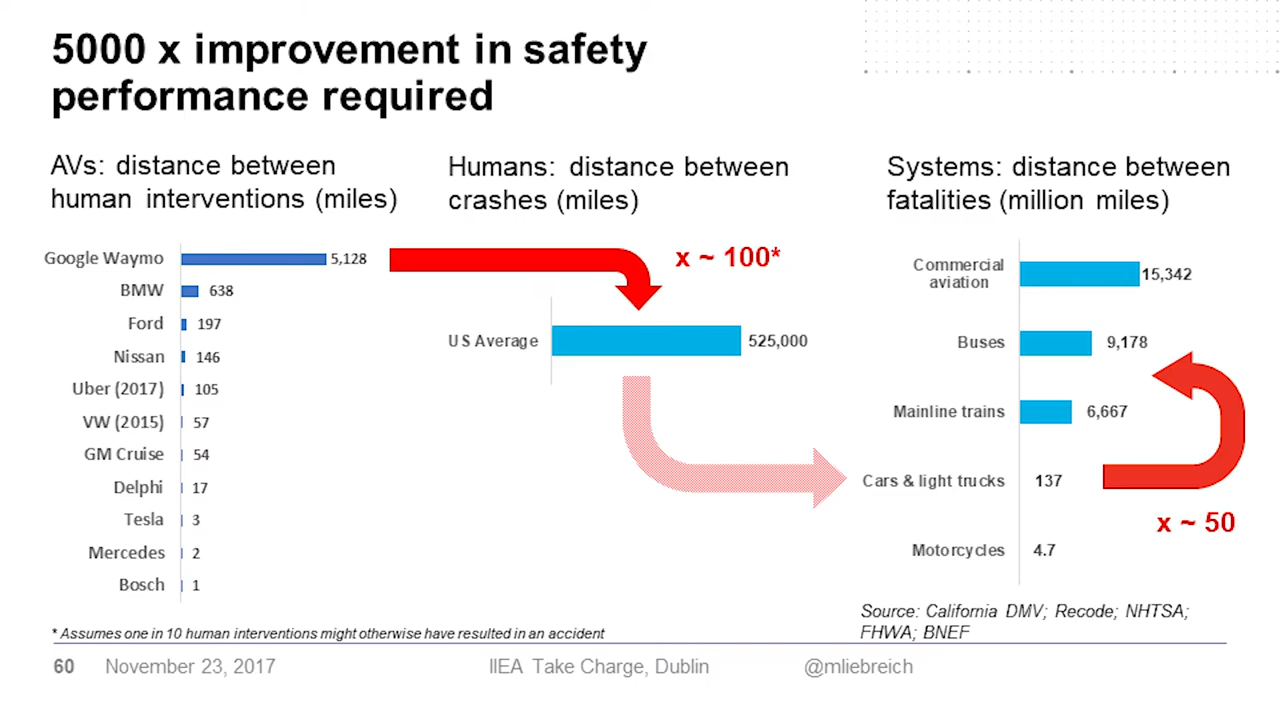 5000 x improvement in safety
performance required
AVs: distance between
human interventions (miles)
Google Waymo 5,128
BMW 638
Ford 197
Nissan 146
Uber (2017) 105
VW (2015) 57
GM Cruise 54
Delphi 17
Tesla 3
Mercedes 2
Bosch 1
* Assumes one in 10 human interventions might otherwise have resulted in an accident
Humans: distance between
crashes (miles)
x ~ 100*
US Average 525,000
Systems: distance between
fatalities (million miles)
Commercial
aviation 15,342
Buses 9,178
Mainline trains 6,667
Cars & light trucks 137
x ~ 50
Motorcycles 4.7
Source: California DMV; Recode; NHTSA;
FHWA; BNEF
60 November 23, 2017 IIEA Take Charge, Dublin @mliebreich